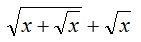 √(x + √x) + √x